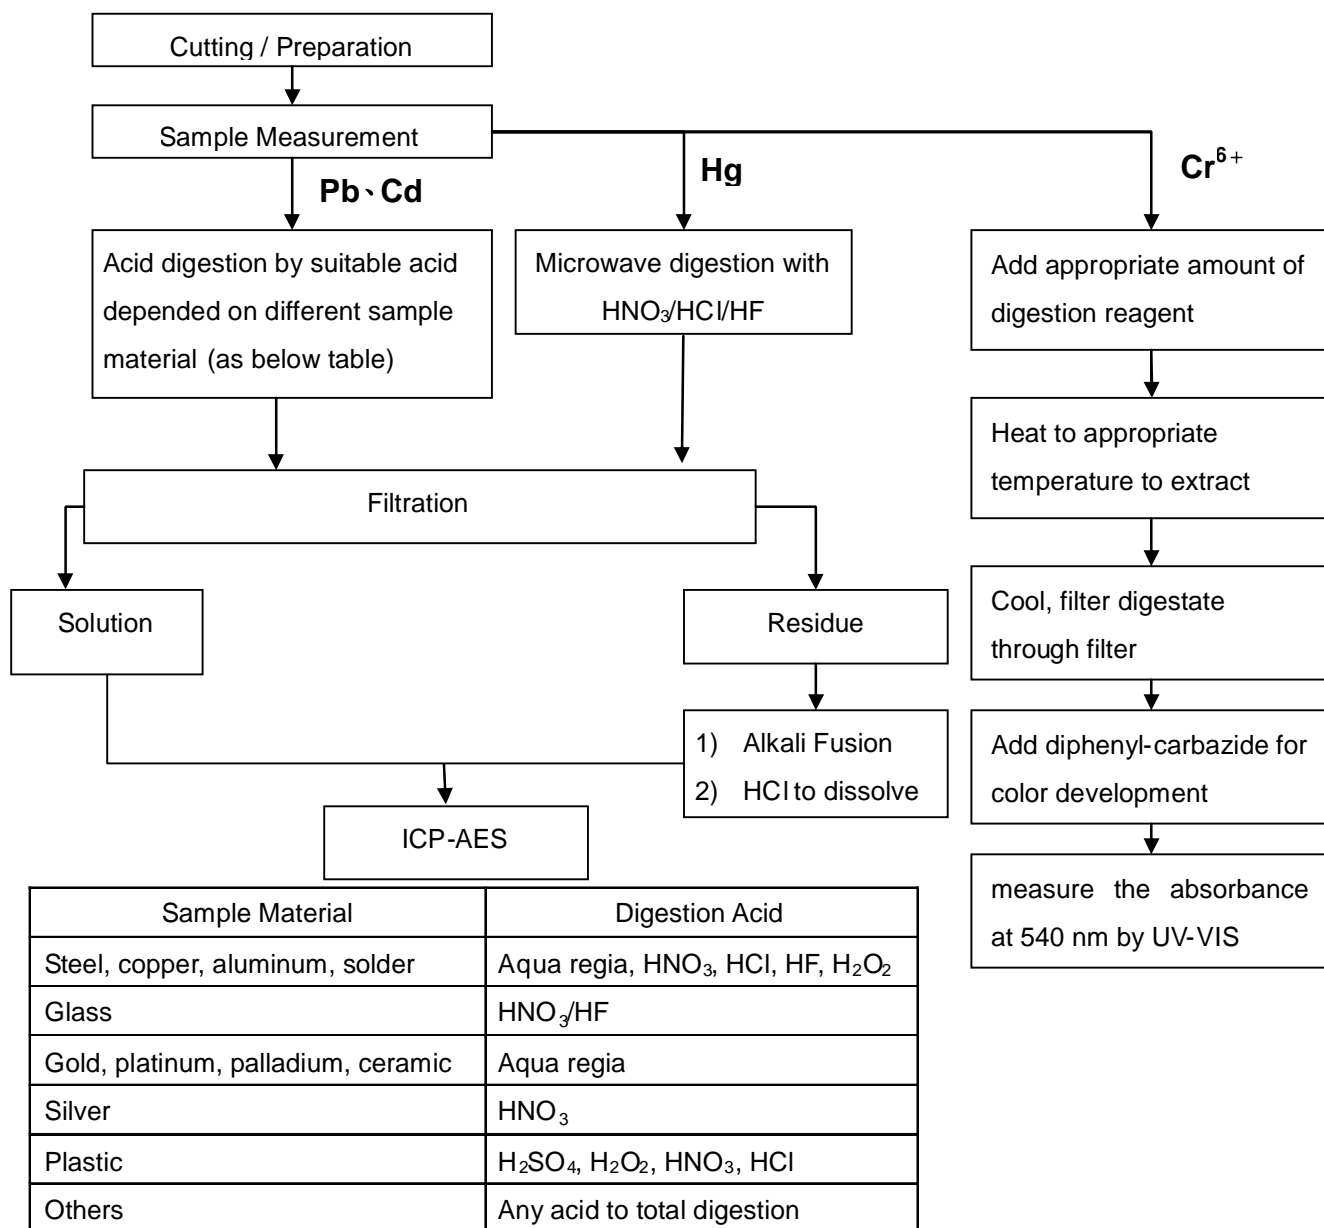 Cutting / Preparation
Sample Measurement
Pb、Cd
Hg
Cr⁶⁺
Acid digestion by suitable acid
depended on different sample
material (as below table)
Microwave digestion with
HNO₃/HCl/HF
Add appropriate amount of
digestion reagent
Heat to appropriate
temperature to extract
Filtration
Solution
Residue
Cool, filter digestate
through filter
1) Alkali Fusion
2) HCl to dissolve
Add diphenyl-carbazide for
color development
ICP-AES
measure the absorbance
at 540 nm by UV-VIS
Sample Material Digestion Acid
Steel, copper, aluminum, solder Aqua regia, HNO₃, HCl, HF, H₂O₂
Glass HNO₃/HF
Gold, platinum, palladium, ceramic Aqua regia
Silver HNO₃
Plastic H₂SO₄, H₂O₂, HNO₃, HCl
Others Any acid to total digestion